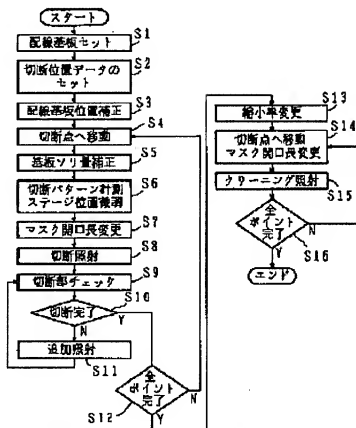 スタート
S1
配線基板セット
S2
切断位置データの
セット
S3
配線基板位置補正
S4
切断点へ移動
S5
基板ソリ量補正
S6
切断パターン計測
ステージ位置微調
S7
マスク開口長変更
S8
切断照射
S9
切断部チェック
S10
切断完了
N
Y
追加照射
S11
全
ポイント
完了
N
S12
Y
S13
縮小率変更
S14
切断点へ移動
マスク開口長変更
クリーニング照射
S15
全
ポイント
完了
N
S16
Y
エンド